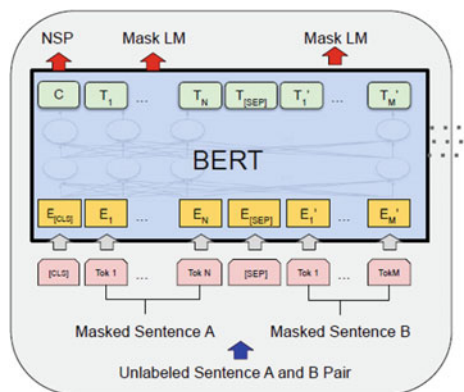 NSP Mask LM Mask LM
C T1 ... TN T[SEP] T1' ... TM'
BERT
E[CLS] E1 ... EN E[SEP] E1' ... EM'
[CLS] Tok 1 ... Tok N [SEP] Tok 1 ... TokM
Masked Sentence A Masked Sentence B
Unlabeled Sentence A and B Pair